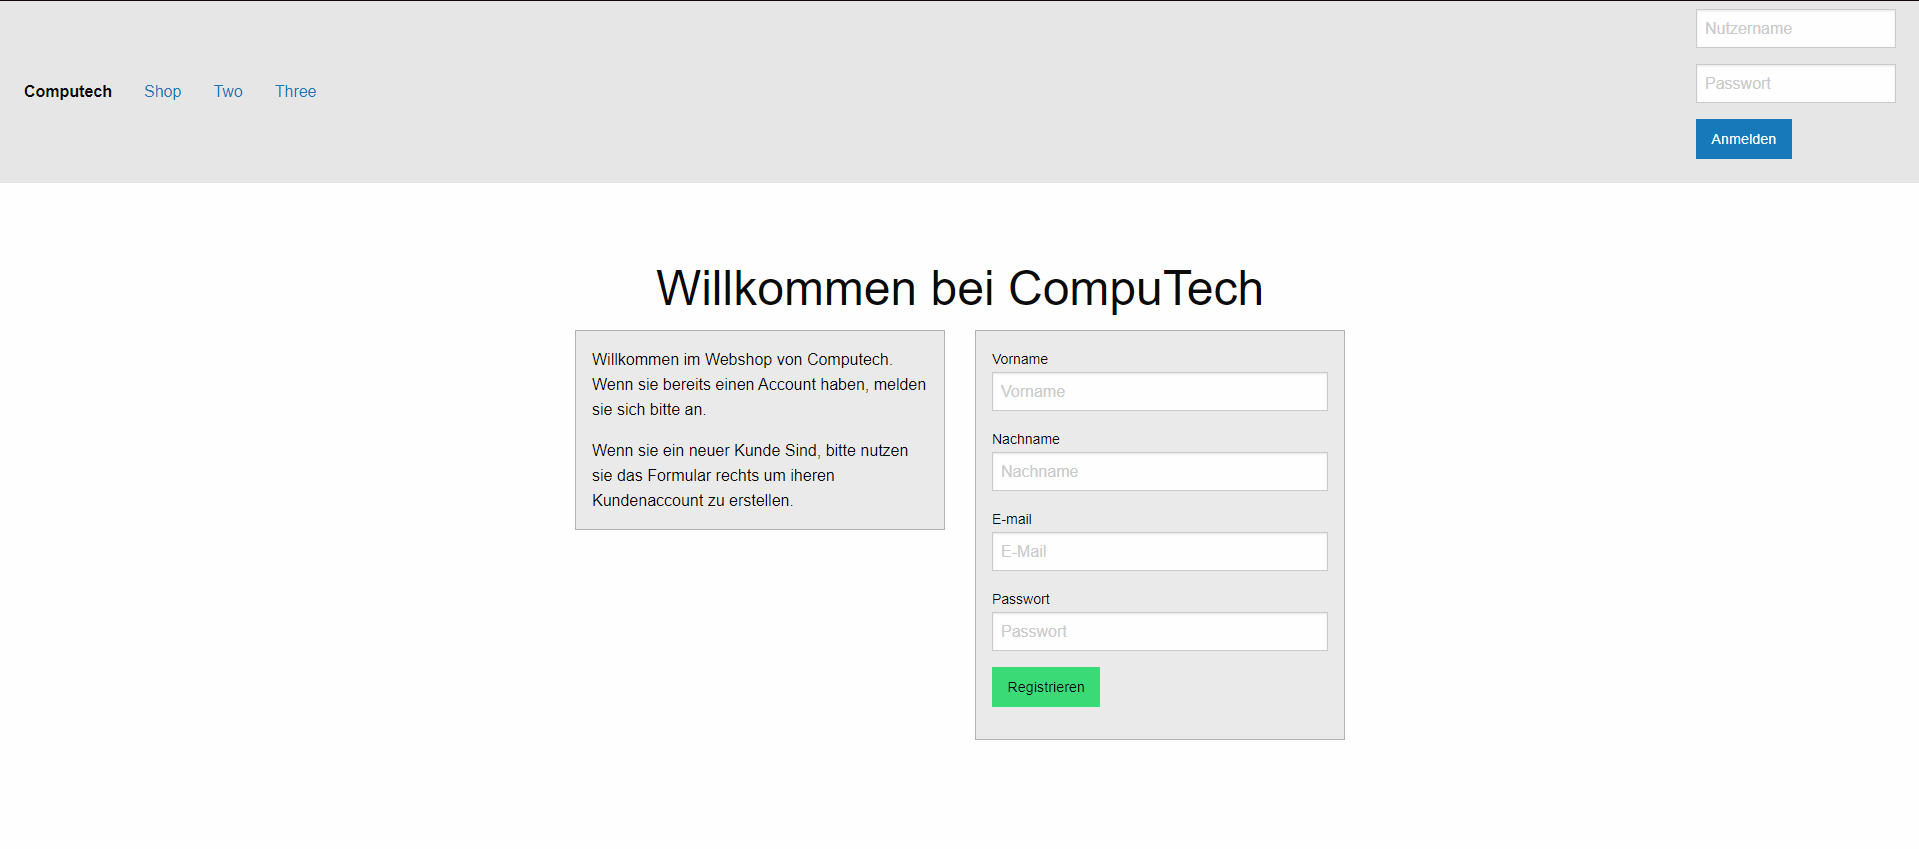 Nutzername
Passwort
Anmelden
Computech Shop Two Three
Willkommen bei CompuTech
Willkommen im Webshop von Computech.
Wenn sie bereits einen Account haben, melden
sie sich bitte an.
Wenn sie ein neuer Kunde Sind, bitte nutzen
sie das Formular rechts um iheren
Kundenaccount zu erstellen.
Vorname
Vorname
Nachname
Nachname
E-mail
E-Mail
Passwort
Passwort
Registrieren